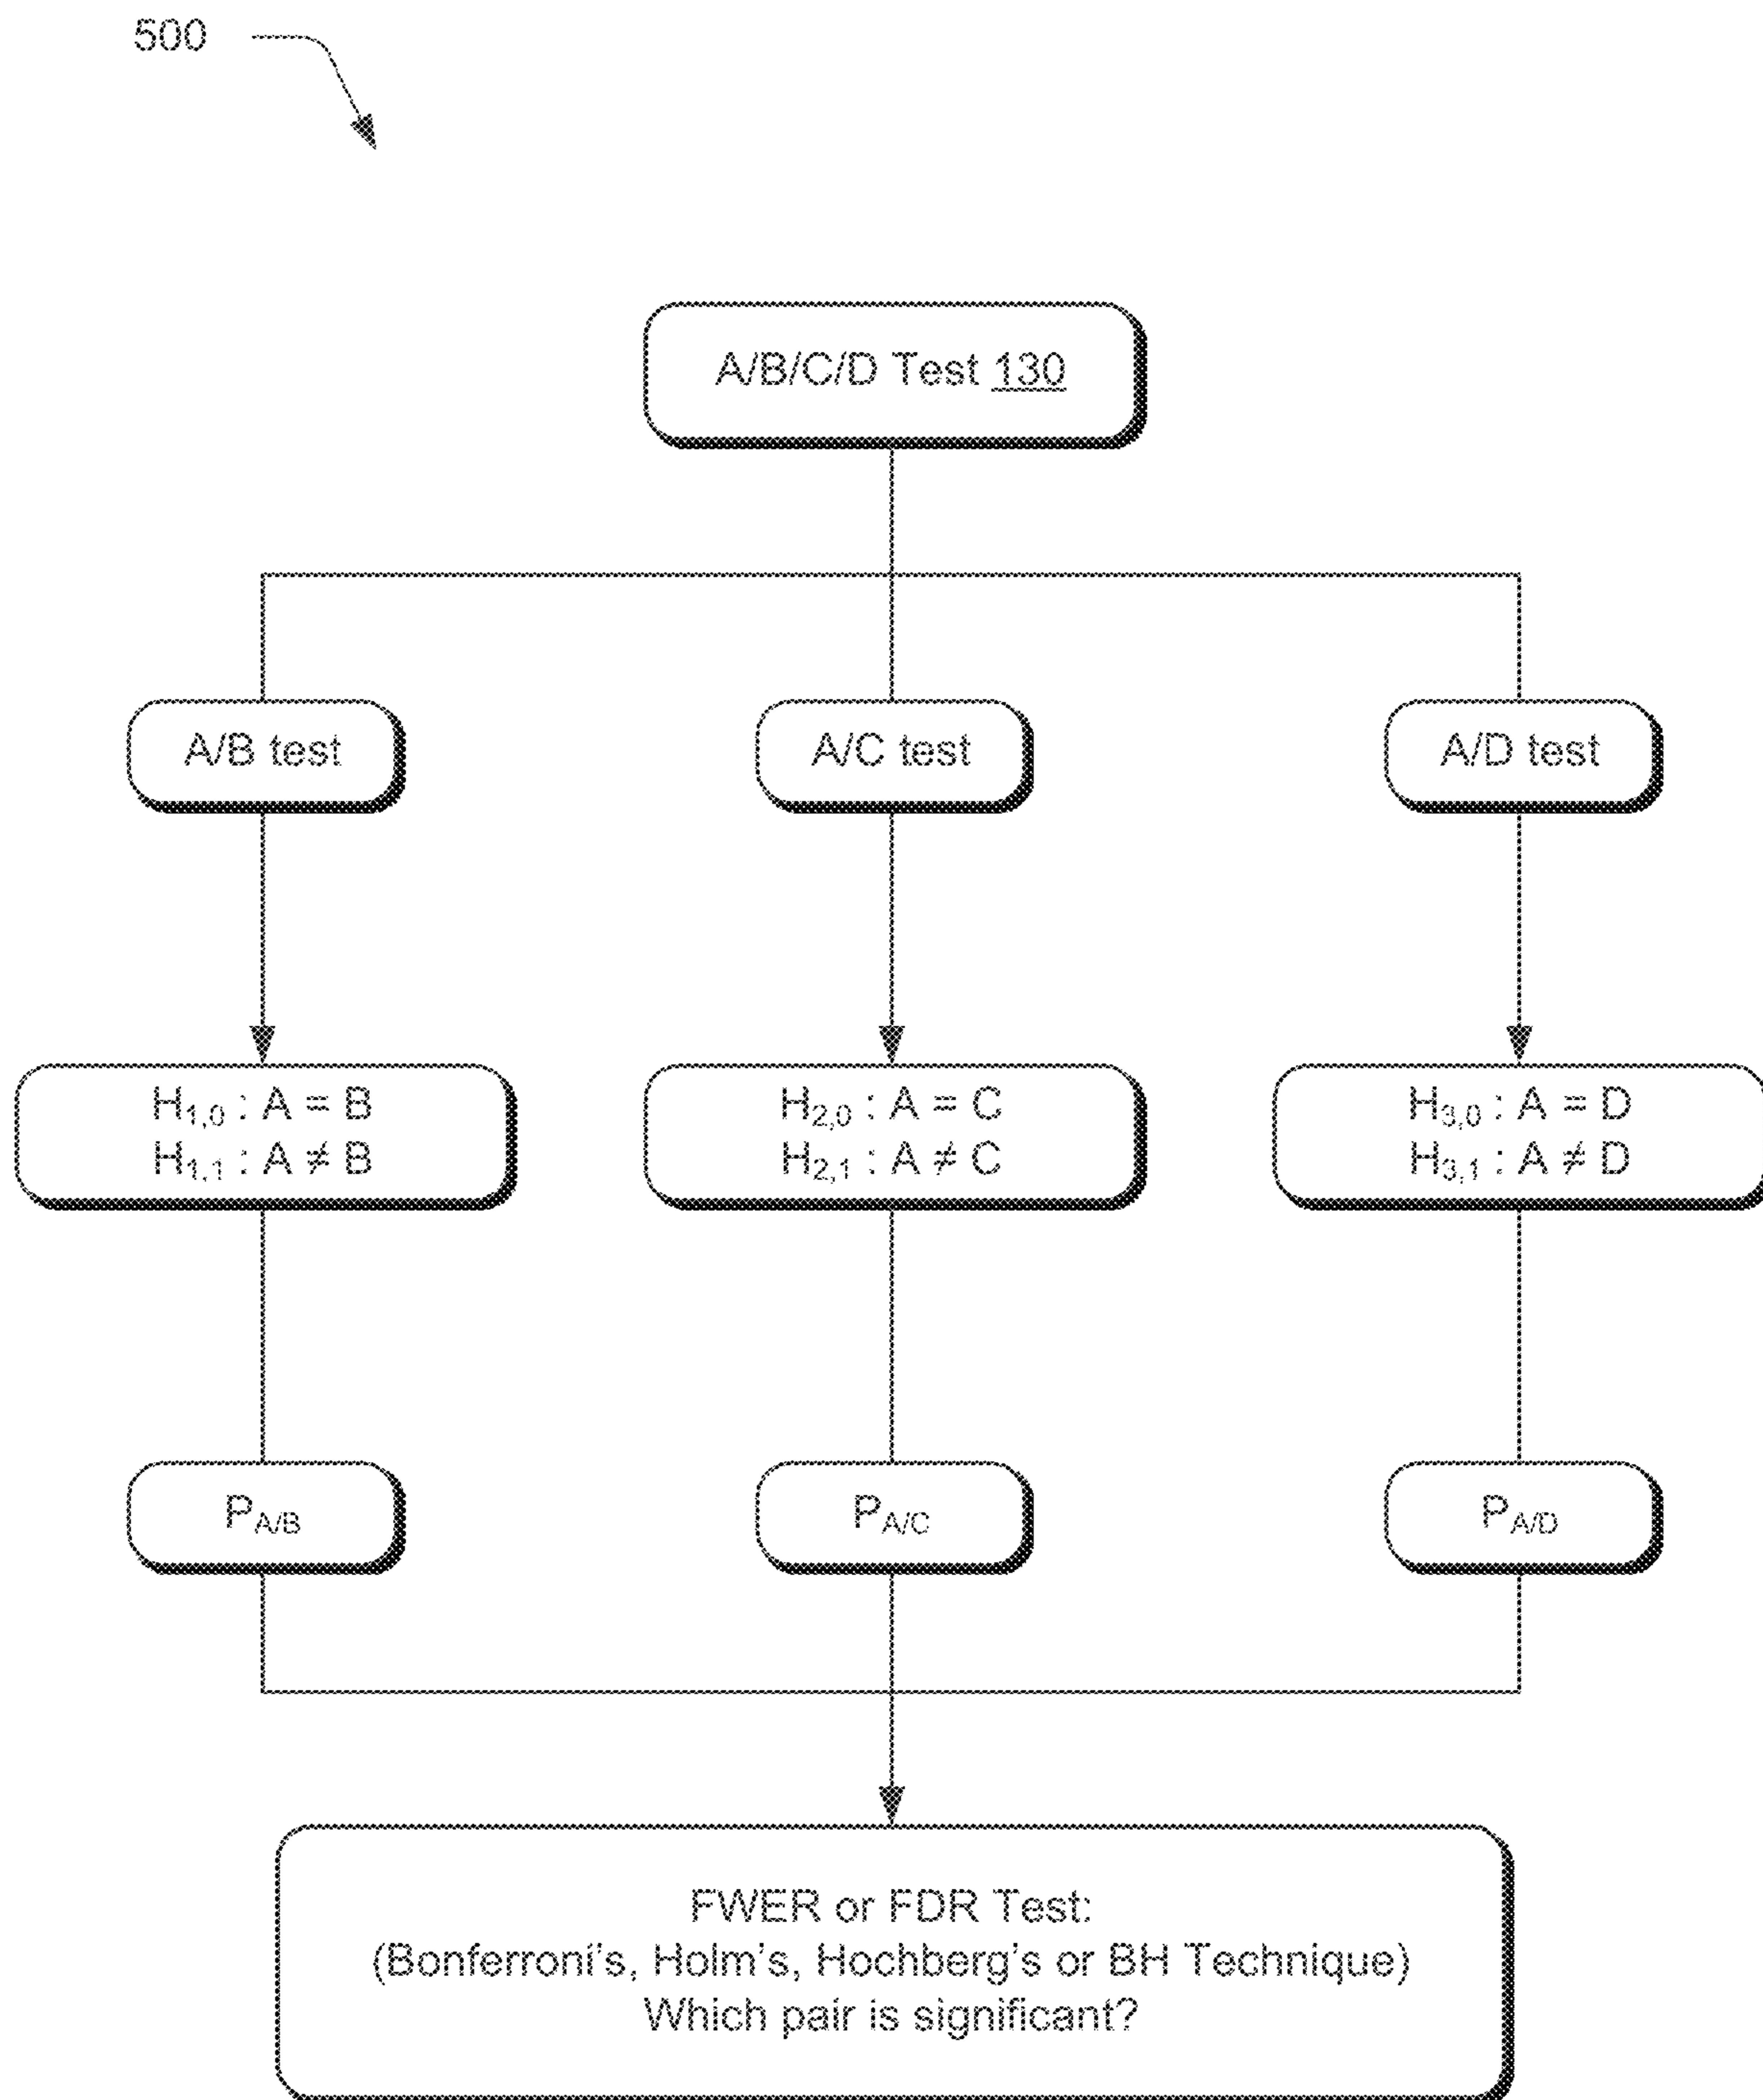 500
A/B/C/D Test 130
A/B test
A/C test
A/D test
H1,0 : A = B
H1,1 : A ≠ B
H2,0 : A = C
H2,1 : A ≠ C
H3,0 : A = D
H3,1 : A ≠ D
PA/B
PA/C
PA/D
FWER or FDR Test:
(Bonferroni's, Holm's, Hochberg's or BH Technique)
Which pair is significant?